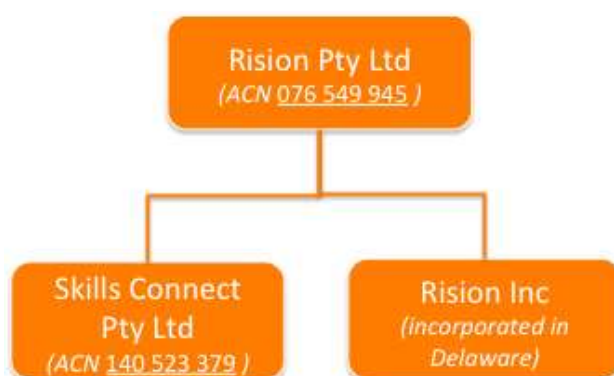 Rision Pty Ltd
(ACN 076 549 945 )
Skills Connect
Pty Ltd
(ACN 140 523 379 )
Rision Inc
(incorporated in
Delaware)